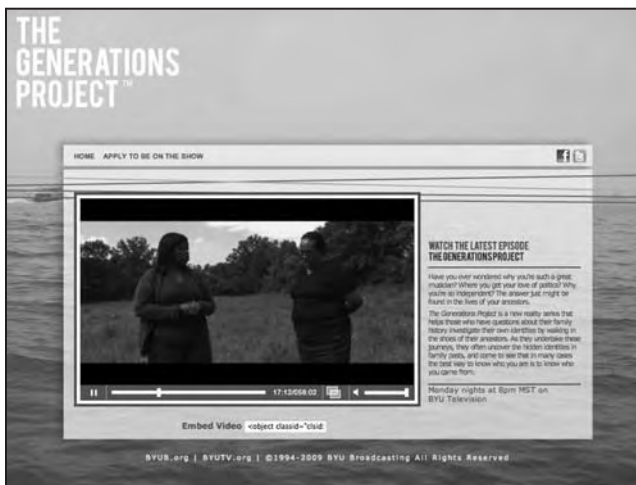 THE
GENERATIONS
PROJECT™
HOME APPLY TO BE ON THE SHOW
f
WATCH THE LATEST EPISODE
THE GENERATIONS PROJECT
Have you ever wondered why you're such a great
musician? Where you get your love of politics? Why
you're so independent? The answer just might be
found in the lives of your ancestors.
The Generations Project is a new reality series that
helps those who have questions about their family
history investigate their own identities by walking in
the shoes of their ancestors. As they undertake these
journeys, they often uncover the hidden identities in
family pasts, and come to see that in many cases
the best way to know who you are is to know who
you came from.
17:12/058:02
Monday nights at 8pm MST on
BYU Television
Embed Video <object classid="clsid:
BYUB.org | BYUTV.org | ©1994-2009 BYU Broadcasting All Rights Reserved